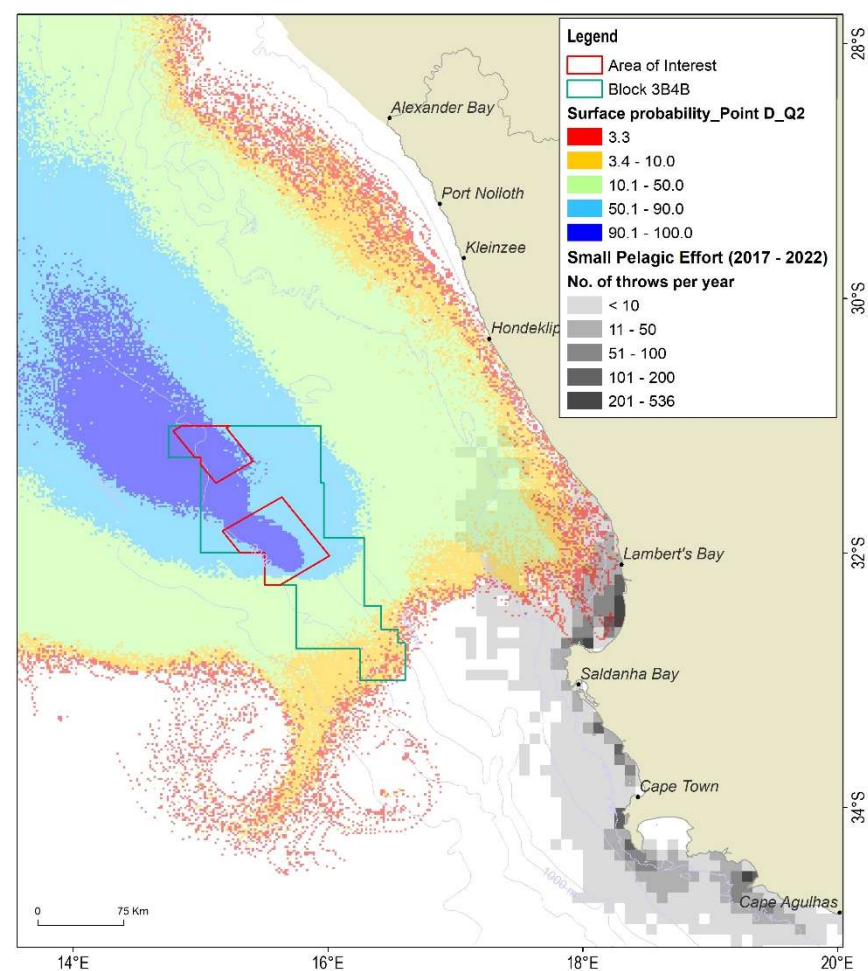 Legend
Area of Interest
Block 3B4B
Surface probability_Point D_Q2
3.3
3.4 - 10.0
10.1 - 50.0
50.1 - 90.0
90.1 - 100.0
Small Pelagic Effort (2017 - 2022)
No. of throws per year
< 10
11 - 50
51 - 100
101 - 200
201 - 536
28°S
Alexander Bay
Port Nolloth
Kleinzee
30°S
Hondeklip
32°S
Lambert's Bay
Saldanha Bay
Cape Town
34°S
1000 m
Cape Agulhas
0 75 Km
14°E 16°E 18°E 20°E